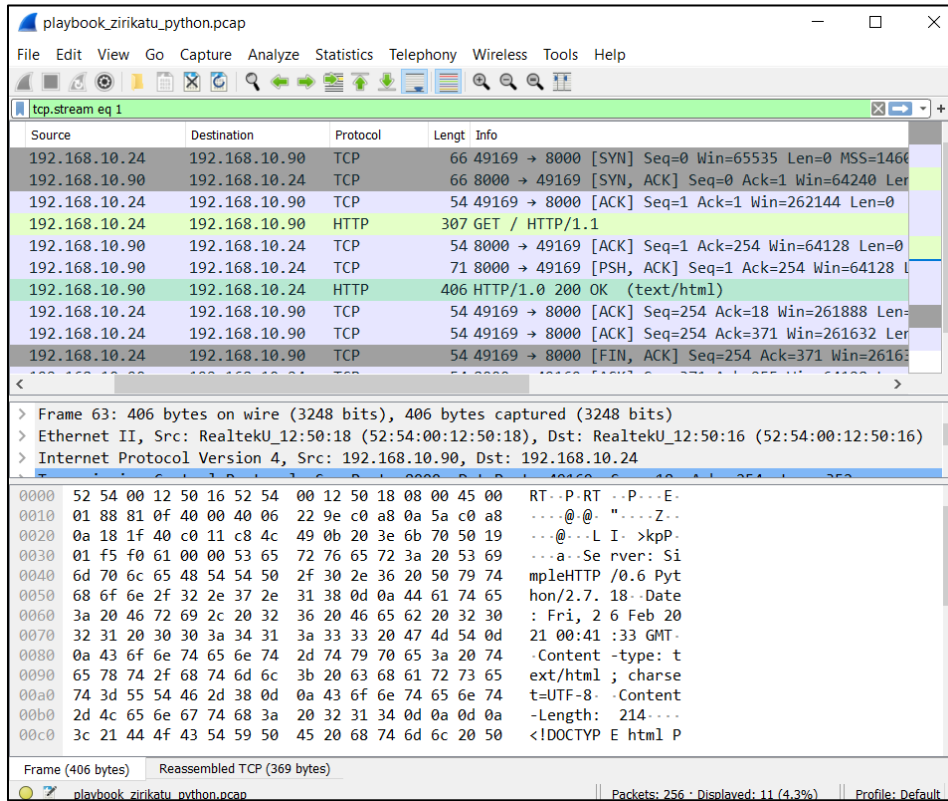 playbook_zirikatu_python.pcap
File Edit View Go Capture Analyze Statistics Telephony Wireless Tools Help
tcp.stream eq 1
Source Destination Protocol Lengt Info
192.168.10.24 192.168.10.90 TCP 66 49169 → 8000 [SYN] Seq=0 Win=65535 Len=0 MSS=1460
192.168.10.90 192.168.10.24 TCP 66 8000 → 49169 [SYN, ACK] Seq=0 Ack=1 Win=64240 Len
192.168.10.24 192.168.10.90 TCP 54 49169 → 8000 [ACK] Seq=1 Ack=1 Win=262144 Len=0
192.168.10.24 192.168.10.90 HTTP 307 GET / HTTP/1.1
192.168.10.90 192.168.10.24 TCP 54 8000 → 49169 [ACK] Seq=1 Ack=254 Win=64128 Len=0
192.168.10.90 192.168.10.24 TCP 71 8000 → 49169 [PSH, ACK] Seq=1 Ack=254 Win=64128 L
192.168.10.90 192.168.10.24 HTTP 406 HTTP/1.0 200 OK (text/html)
192.168.10.24 192.168.10.90 TCP 54 49169 → 8000 [ACK] Seq=254 Ack=18 Win=261888 Len=
192.168.10.24 192.168.10.90 TCP 54 49169 → 8000 [ACK] Seq=254 Ack=371 Win=261632 Len
192.168.10.24 192.168.10.90 TCP 54 49169 → 8000 [FIN, ACK] Seq=254 Ack=371 Win=26163
> Frame 63: 406 bytes on wire (3248 bits), 406 bytes captured (3248 bits)
> Ethernet II, Src: RealtekU_12:50:18 (52:54:00:12:50:18), Dst: RealtekU_12:50:16 (52:54:00:12:50:16)
> Internet Protocol Version 4, Src: 192.168.10.90, Dst: 192.168.10.24
0000 52 54 00 12 50 16 52 54 00 12 50 18 08 00 45 00 RT··P·RT ··P···E·
0010 01 88 81 0f 40 00 40 06 22 9e c0 a8 0a 5a c0 a8 ····@·@· "····Z··
0020 0a 18 1f 40 c0 11 c8 4c 49 0b 20 3e 6b 70 50 19 ···@···L I· >kpP·
0030 01 f5 f0 61 00 00 53 65 72 76 65 72 3a 20 53 69 ···a··Se rver: Si
0040 6d 70 6c 65 48 54 54 50 2f 30 2e 36 20 50 79 74 mpleHTTP /0.6 Pyt
0050 68 6f 6e 2f 32 2e 37 2e 31 38 0d 0a 44 61 74 65 hon/2.7. 18··Date
0060 3a 20 46 72 69 2c 20 32 36 20 46 65 62 20 32 30 : Fri, 2 6 Feb 20
0070 32 31 20 30 30 3a 34 31 3a 33 33 20 47 4d 54 0d 21 00:41 :33 GMT·
0080 0a 43 6f 6e 74 65 6e 74 2d 74 79 70 65 3a 20 74 ·Content -type: t
0090 65 78 74 2f 68 74 6d 6c 3b 20 63 68 61 72 73 65 ext/html ; charse
00a0 74 3d 55 54 46 2d 38 0d 0a 43 6f 6e 74 65 6e 74 t=UTF-8· ·Content
00b0 2d 4c 65 6e 67 74 68 3a 20 32 31 34 0d 0a 0d 0a -Length: 214····
00c0 3c 21 44 4f 43 54 59 50 45 20 68 74 6d 6c 20 50 <!DOCTYP E html P
Frame (406 bytes) Reassembled TCP (369 bytes)
playbook_zirikatu_python.pcap Packets: 256 · Displayed: 11 (4.3%) Profile: Default